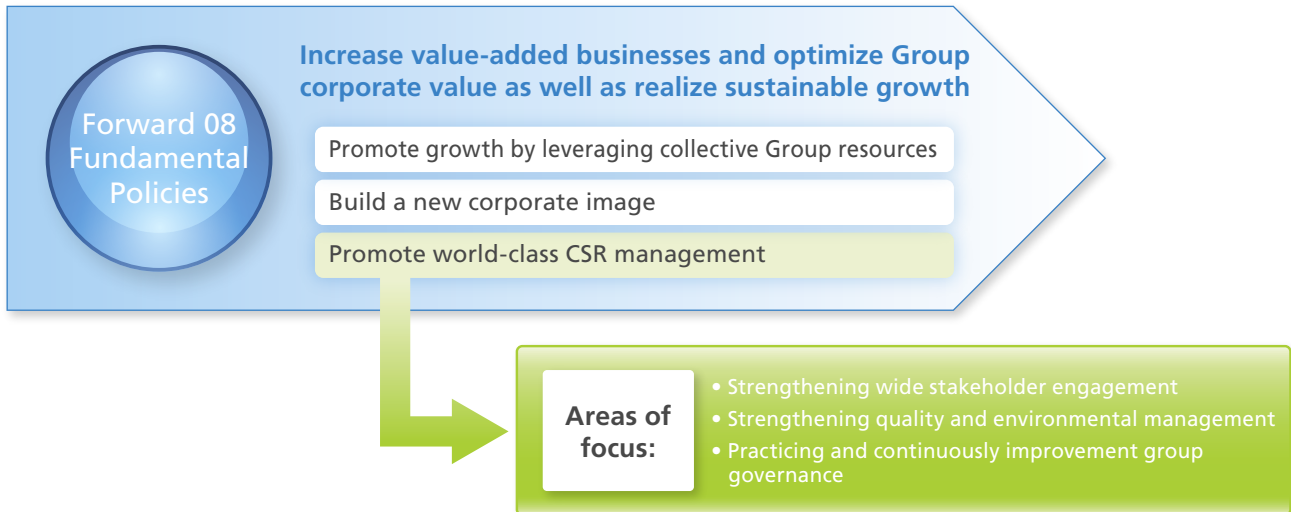 Forward 08
Fundamental
Policies
Increase value-added businesses and optimize Group
corporate value as well as realize sustainable growth
Promote growth by leveraging collective Group resources
Build a new corporate image
Promote world-class CSR management
Areas of
focus:
• Strengthening wide stakeholder engagement
• Strengthening quality and environmental management
• Practicing and continuously improvement group
governance